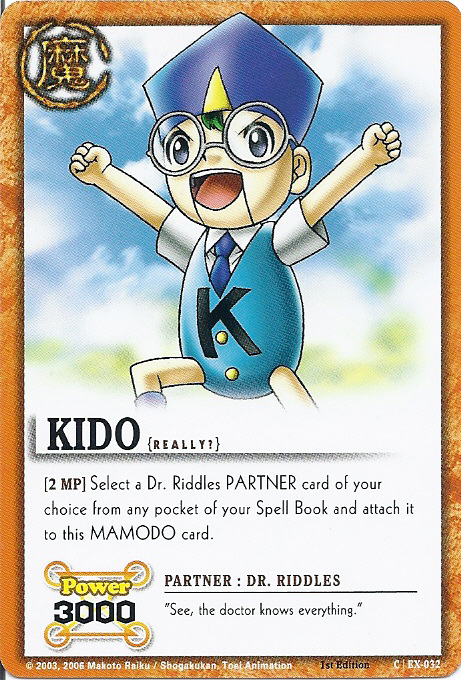 魔
K
KIDO {REALLY?}
[2 MP] Select a Dr. Riddles PARTNER card of your
choice from any pocket of your Spell Book and attach it
to this MAMODO card.
Power
3000
PARTNER : DR. RIDDLES
"See, the doctor knows everything."
© 2003, 2006 Makoto Raiku / Shogakukan, Toei Animation 1st Edition C | EX-032